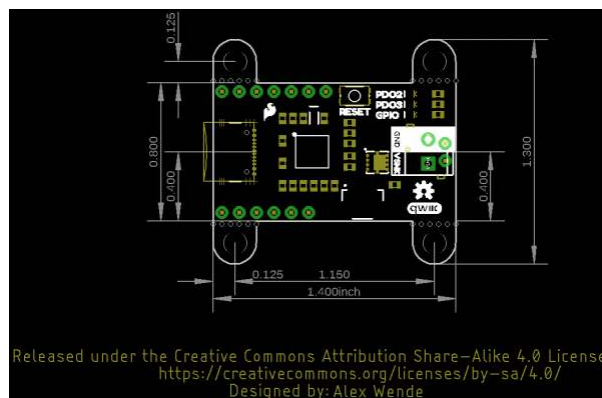 0.125
PDO2
PDO3
GPIO
RESET
0.800
0.400
GND
VSNK
0.400
1.300
qwiic
0.125
1.150
1.400inch
Released under the Creative Commons Attribution Share-Alike 4.0 License
https://creativecommons.org/licenses/by-sa/4.0/
Designed by: Alex Wende